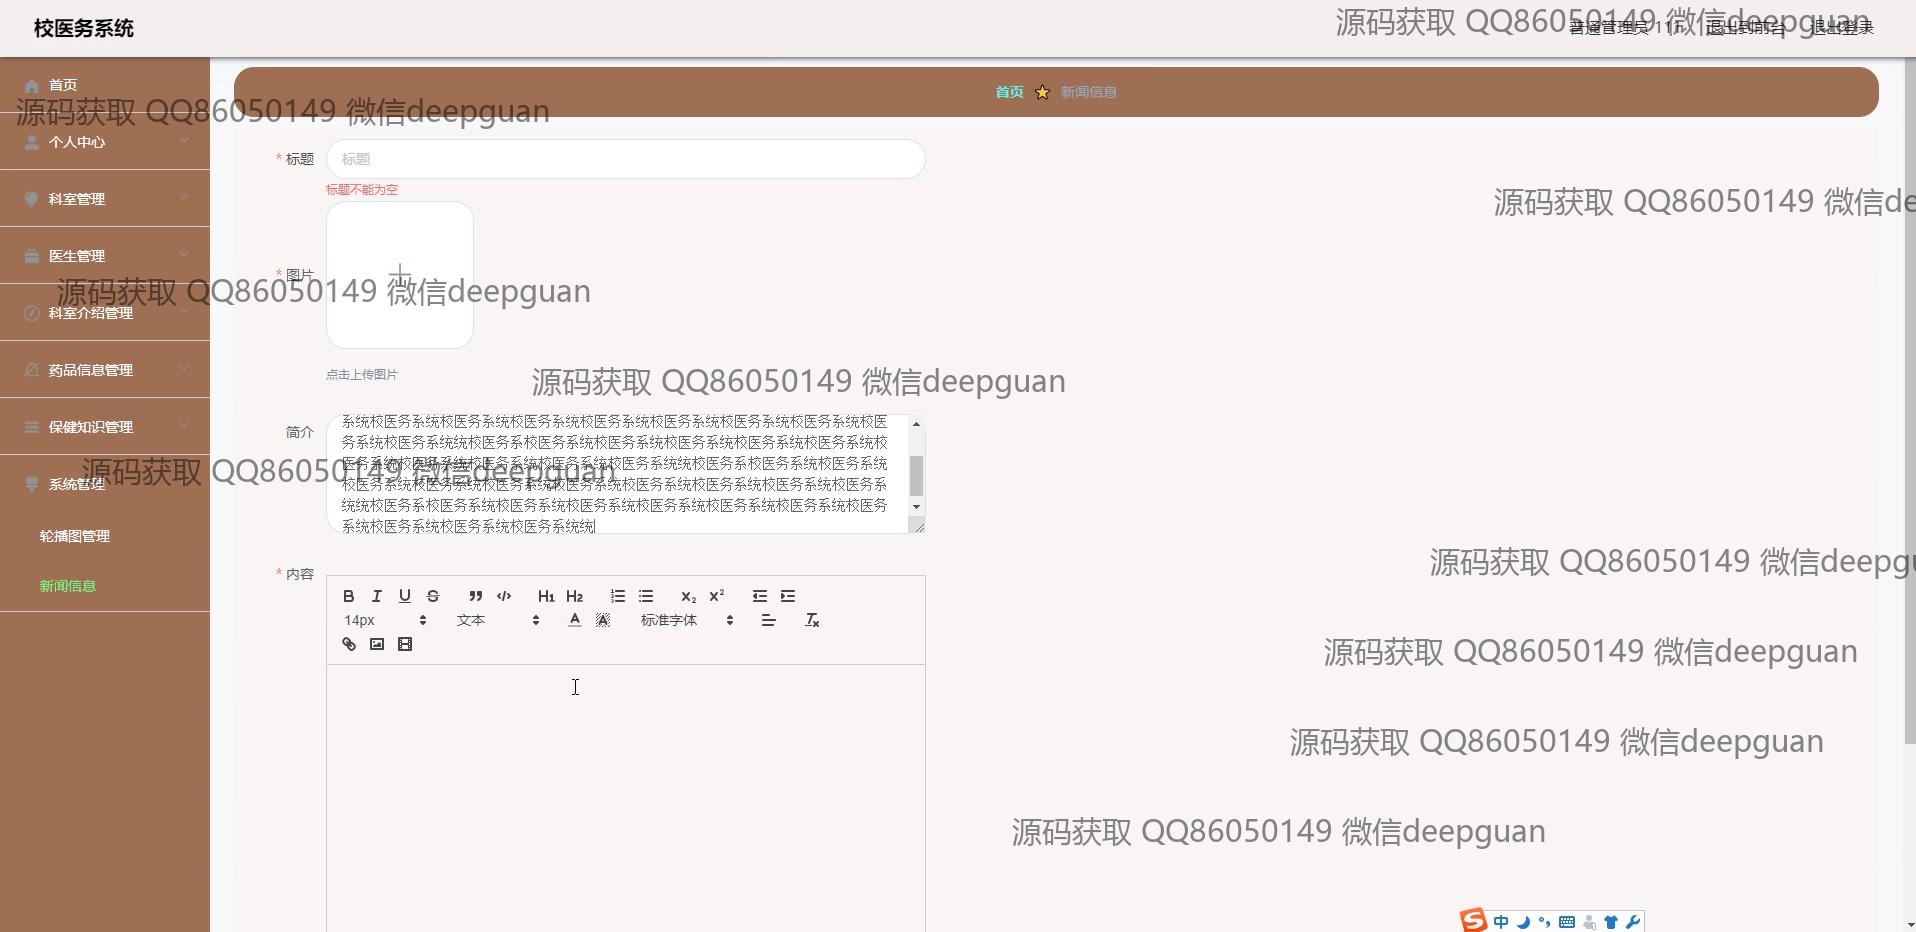 校医务系统
普通管理员 111 退出到前台 退出登录
源码获取 QQ86050149 微信deepguan
首页
源码获取 QQ86050149 微信deepguan
个人中心
科室管理
医生管理
源码获取 QQ86050149 微信deepguan
科室介绍管理
药品信息管理
保健知识管理
源码获取 QQ86050149 微信deepguan
系统管理
轮播图管理
新闻信息
首页 新闻信息
* 标题
标题
标题不能为空
源码获取 QQ86050149 微信de
* 图片
点击上传图片
源码获取 QQ86050149 微信deepguan
简介
系统校医务系统校医务系统校医务系统校医务系统校医务系统校医务系统校医务系统校医
务系统校医务系统统校医务系校医务系统校医务系统校医务系统校医务系统校医务系统校
医务系统校医务系统校医务系统校医务系统校医务系统统校医务系校医务系统校医务系统
校医务系统校医务系统校医务系统校医务系统校医务系统校医务系统校医务系统校医务系
统统校医务系校医务系统校医务系统校医务系统校医务系统校医务系统校医务系统校医务
系统校医务系统校医务系统校医务系统统
* 内容
B I U S H1 H2 X2 X2
14px 文本 A A 标准字体 Tx
源码获取 QQ86050149 微信deepgu
源码获取 QQ86050149 微信deepguan
源码获取 QQ86050149 微信deepguan
源码获取 QQ86050149 微信deepguan
中